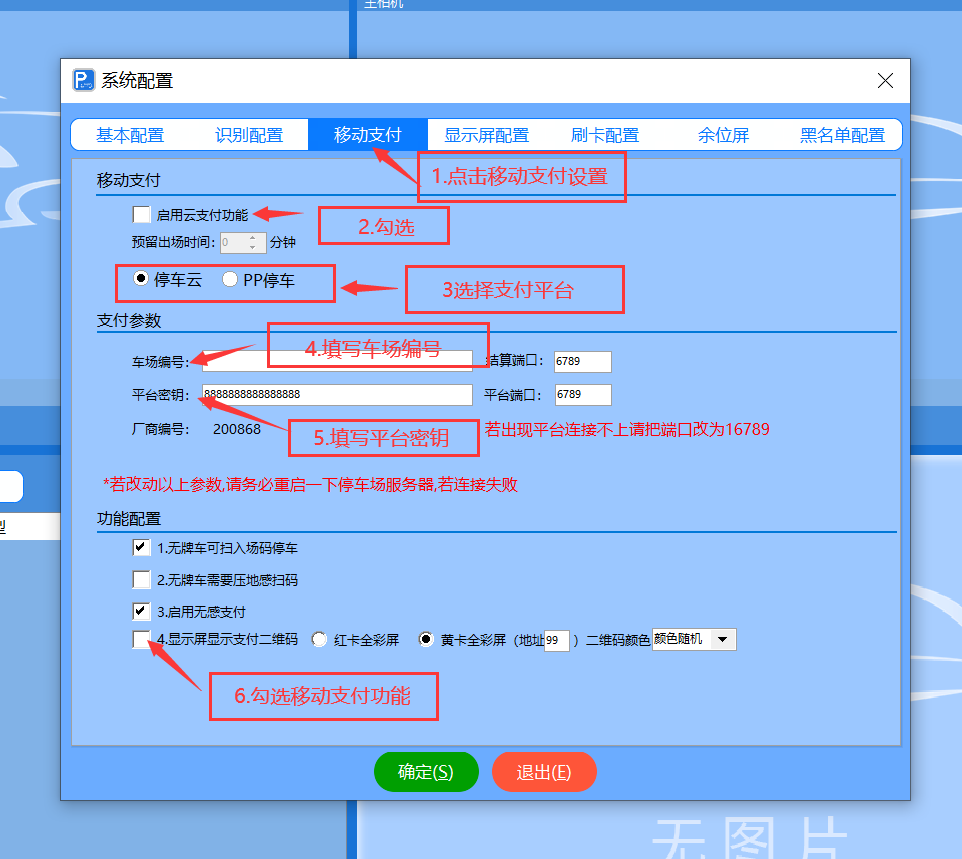 主相机
系统配置
基本配置 识别配置 移动支付 显示屏配置 刷卡配置 余位屏 黑名单配置
移动支付
1.点击移动支付设置
启用云支付功能
2.勾选
预留出场时间: 0 分钟
停车云 PP停车
3选择支付平台
支付参数
4.填写车场编号
车场编号: 结算端口: 6789
平台密钥: 8888888888888888 平台端口: 6789
厂商编号: 200868
5.填写平台密钥
若出现平台连接不上请把端口改为16789
*若改动以上参数,请务必重启一下停车场服务器,若连接失败
型
功能配置
1.无牌车可扫入场码停车
2.无牌车需要压地感扫码
3.启用无感支付
4.显示屏显示支付二维码 红卡全彩屏 黄卡全彩屏 (地址99 ) 二维码颜色 颜色随机
6.勾选移动支付功能
确定(S) 退出(E)
无图片